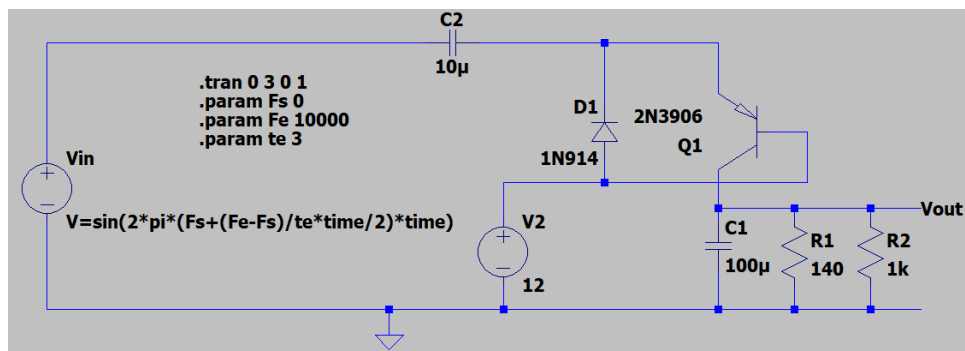 C2
10µ
.tran 0 3 0 1
.param Fs 0
.param Fe 10000
.param te 3
D1
1N914
2N3906
Q1
Vin
V=sin(2*pi*(Fs+(Fe-Fs)/te*time/2)*time)
V2
12
C1
100µ
R1
140
R2
1k
Vout